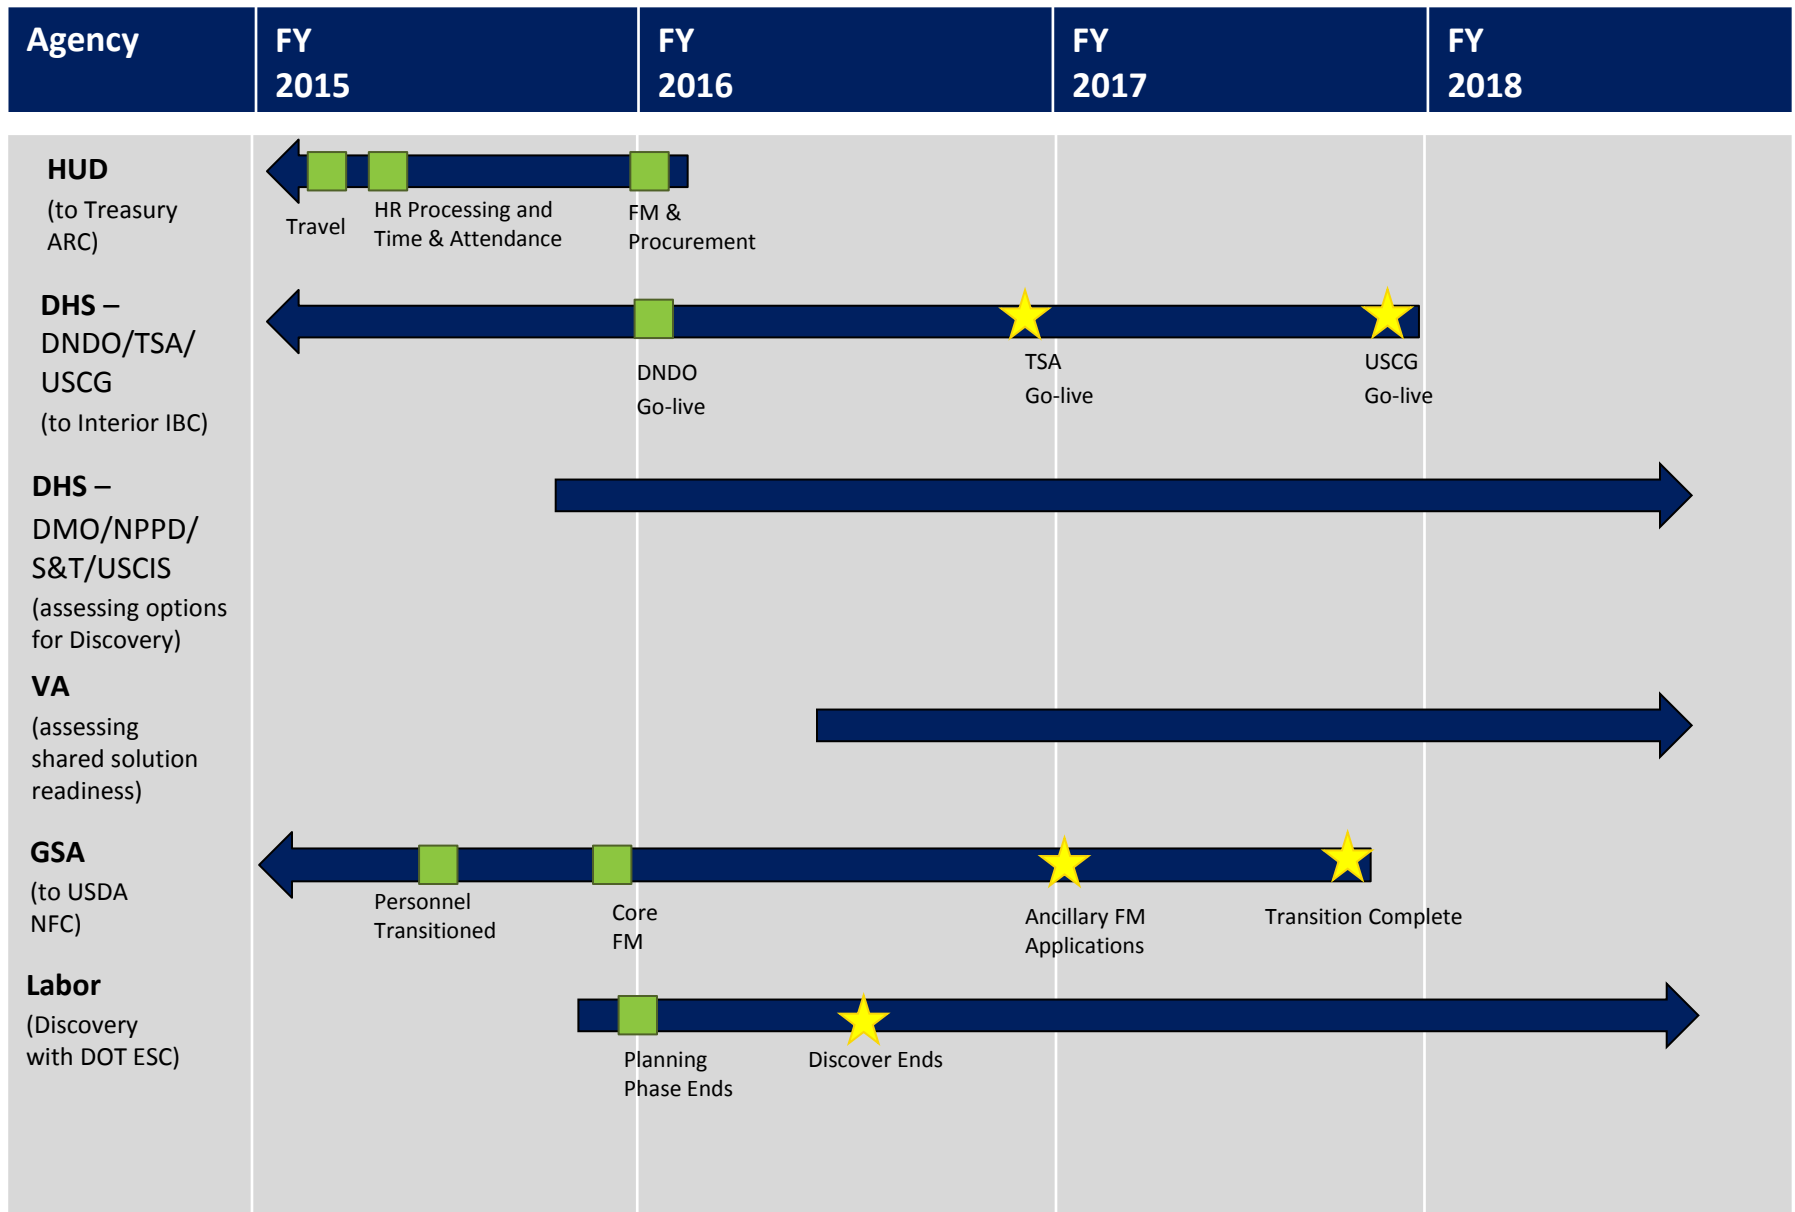 Agency
FY
2015
FY
2016
FY
2017
FY
2018
HUD
(to Treasury
ARC)
Travel
HR Processing and
Time & Attendance
FM &
Procurement
DHS –
DNDO/TSA/
USCG
(to Interior IBC)
DNDO
Go-live
TSA
Go-live
USCG
Go-live
DHS –
DMO/NPPD/
S&T/USCIS
(assessing options
for Discovery)
VA
(assessing
shared solution
readiness)
GSA
(to USDA
NFC)
Personnel
Transitioned
Core
FM
Ancillary FM
Applications
Transition Complete
Labor
(Discovery
with DOT ESC)
Planning
Phase Ends
Discover Ends